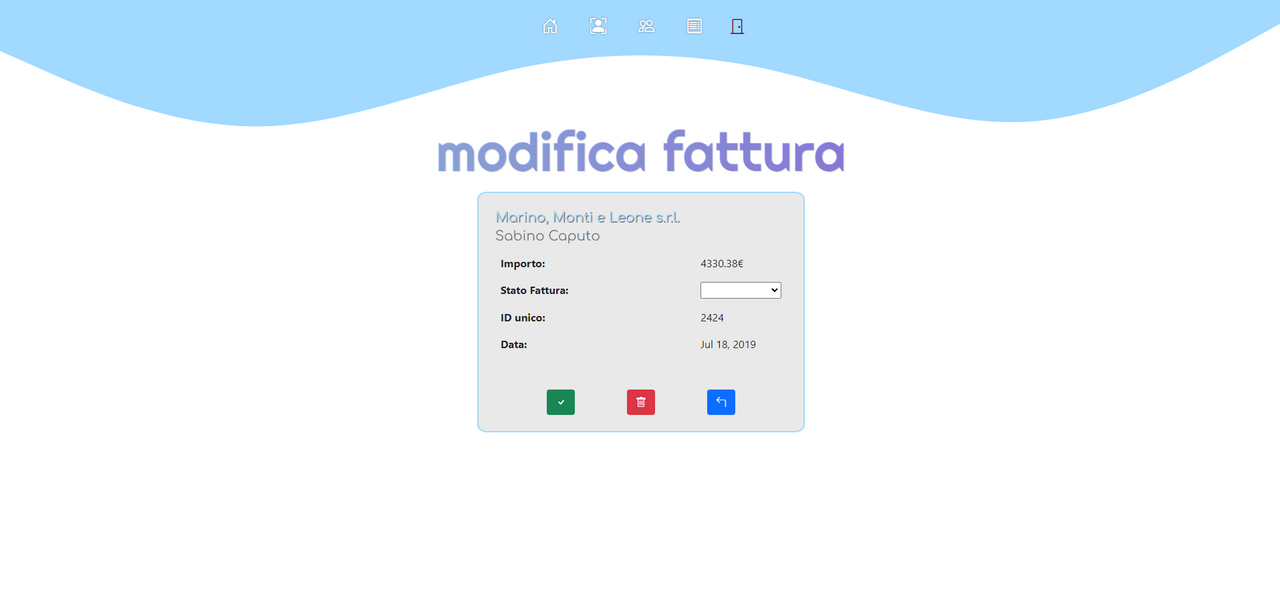 modifica fattura
Marino, Monti e Leone s.r.l.
Sabino Caputo
Importo: 4330.38€
Stato Fattura:
ID unico: 2424
Data: Jul 18, 2019